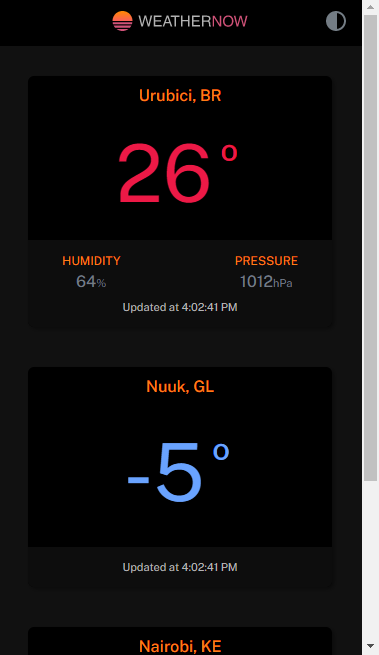 WEATHERNOW
Urubici, BR
26°
HUMIDITY PRESSURE
64% 1012hPa
Updated at 4:02:41 PM
Nuuk, GL
-5°
Updated at 4:02:41 PM
Nairobi, KE